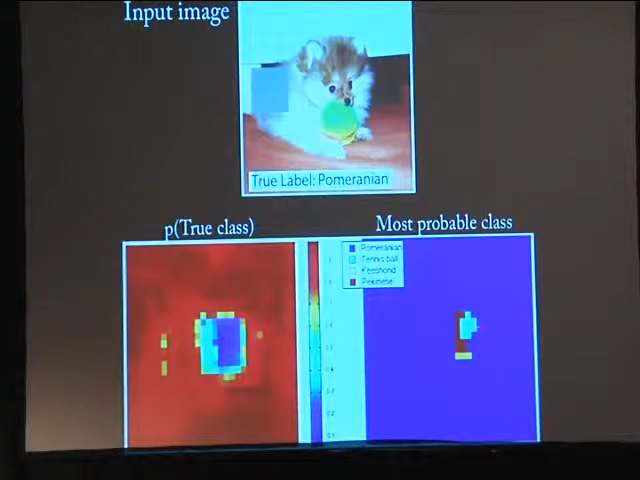 Input image
True Label: Pomeranian
p(True class)
Most probable class
Pomeranian
Tennis ball
Keeshond
Pekinese